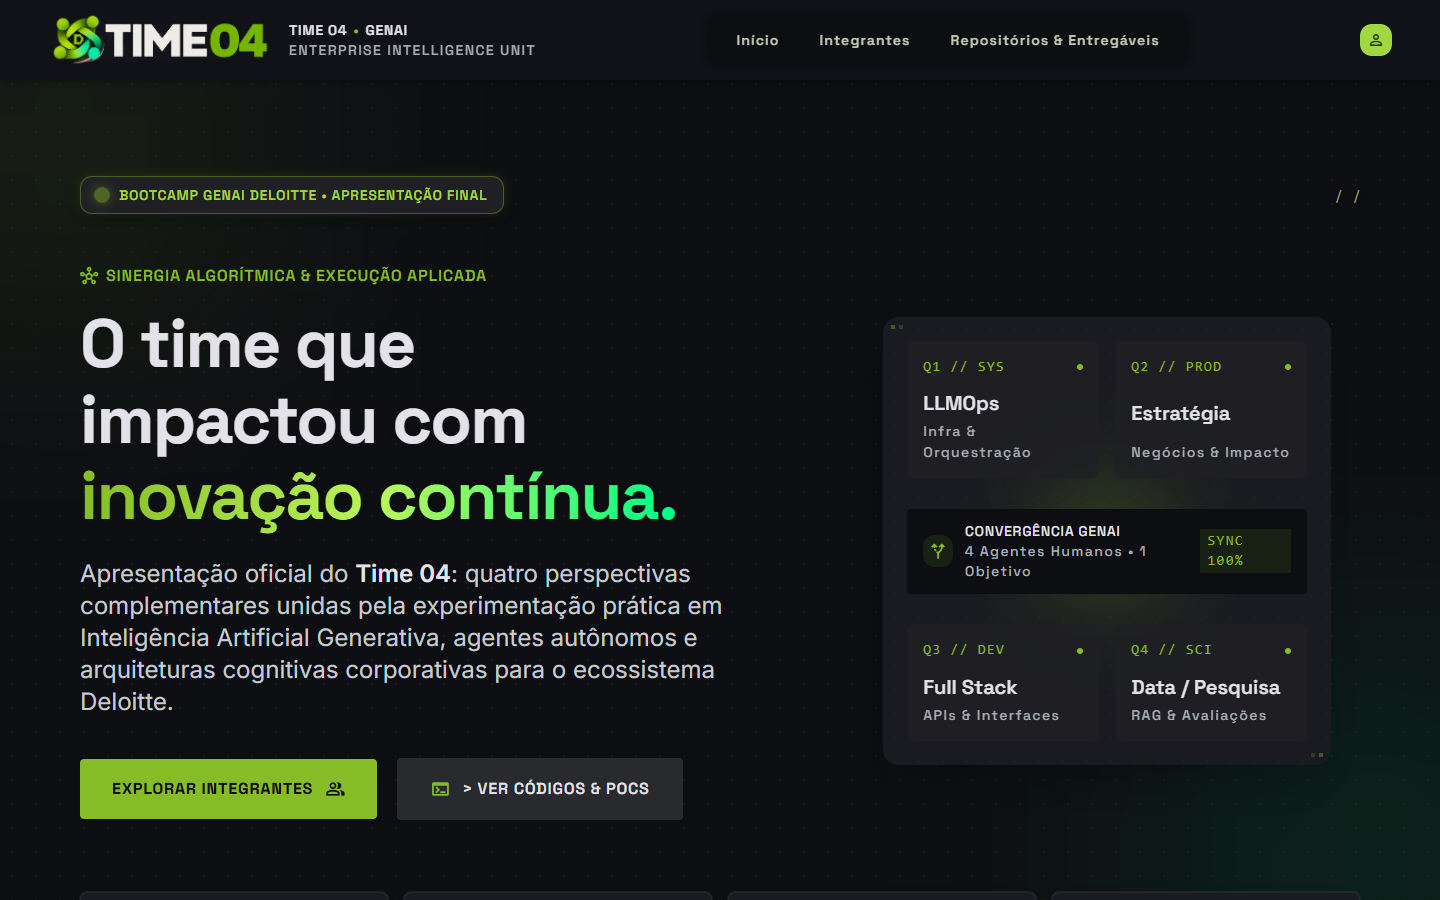 TIME04
TIME 04 • GENAI
ENTERPRISE INTELLIGENCE UNIT
Início
Integrantes
Repositórios & Entregáveis
BOOTCAMP GENAI DELOITTE • APRESENTAÇÃO FINAL
/ /
SINERGIA ALGORÍTMICA & EXECUÇÃO APLICADA
O time que
impactou com
inovação contínua.
Apresentação oficial do Time 04: quatro perspectivas
complementares unidas pela experimentação prática em
Inteligência Artificial Generativa, agentes autônomos e
arquiteturas cognitivas corporativas para o ecossistema
Deloitte.
EXPLORAR INTEGRANTES
> VER CÓDIGOS & POCS
Q1 // SYS
LLMOps
Infra &
Orquestração
Q2 // PROD
Estratégia
Negócios & Impacto
CONVERGÊNCIA GENAI
4 Agentes Humanos • 1
Objetivo
SYNC
100%
Q3 // DEV
Full Stack
APIs & Interfaces
Q4 // SCI
Data / Pesquisa
RAG & Avaliações